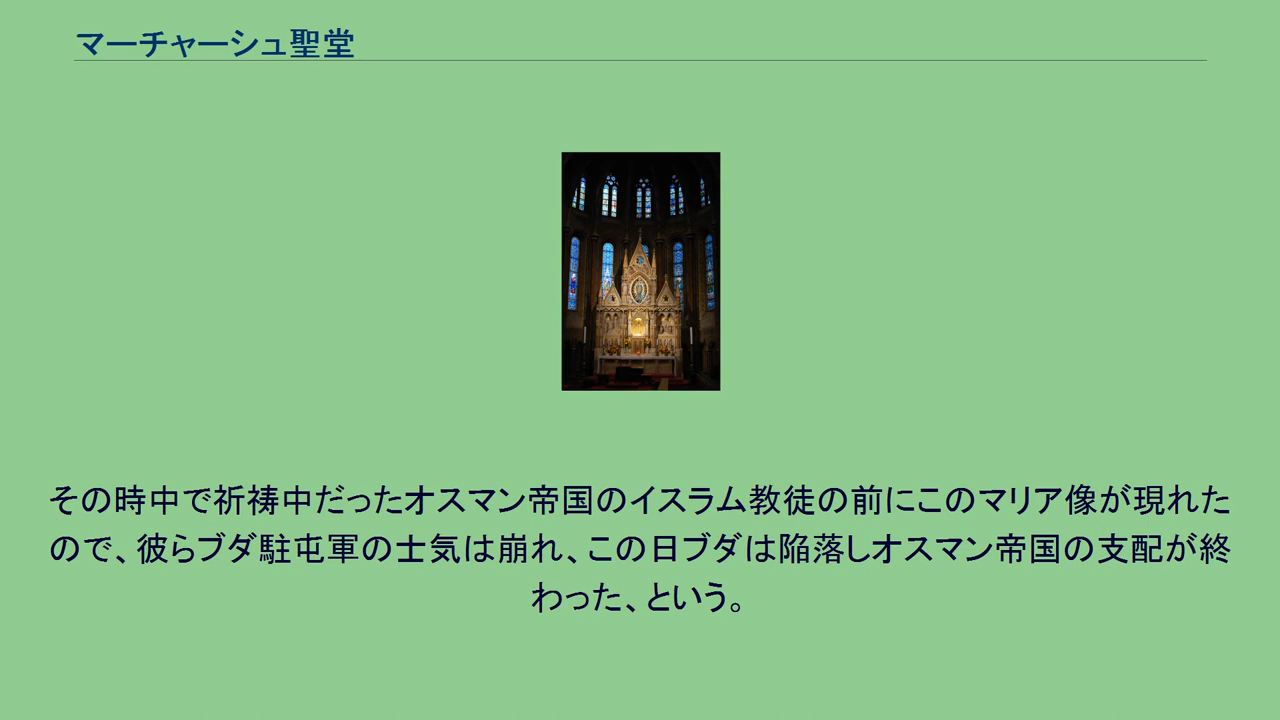 マーチャーシュ聖堂
その時中で祈祷中だったオスマン帝国のイスラム教徒の前にこのマリア像が現れた
ので、彼らブダ駐屯軍の士気は崩れ、この日ブダは陥落しオスマン帝国の支配が終
わった、という。